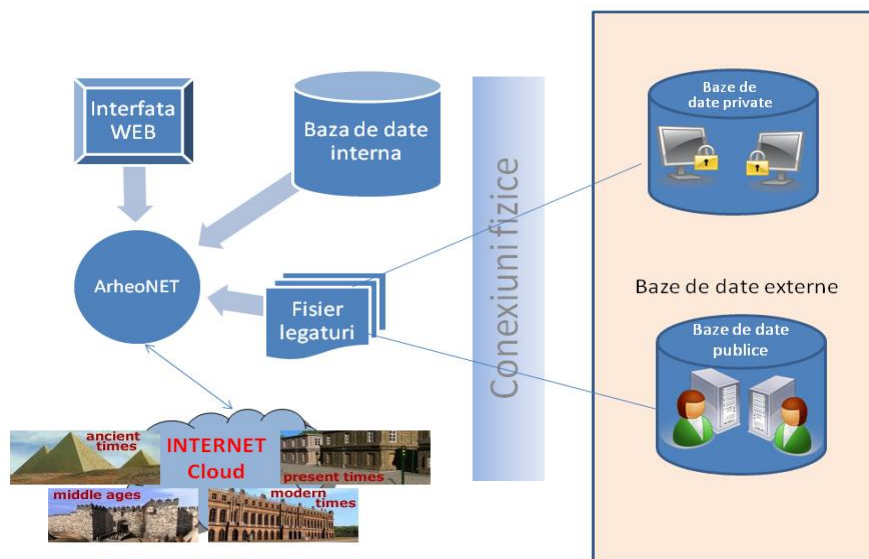 Interfata
WEB
Baza de date
interna
ArheoNET
Fisier
legaturi
Conexiuni fizice
Baze de
date private
Baze de date externe
Baze de date
publice
INTERNET
Cloud
ancient
times
present times
middle ages
modern
times